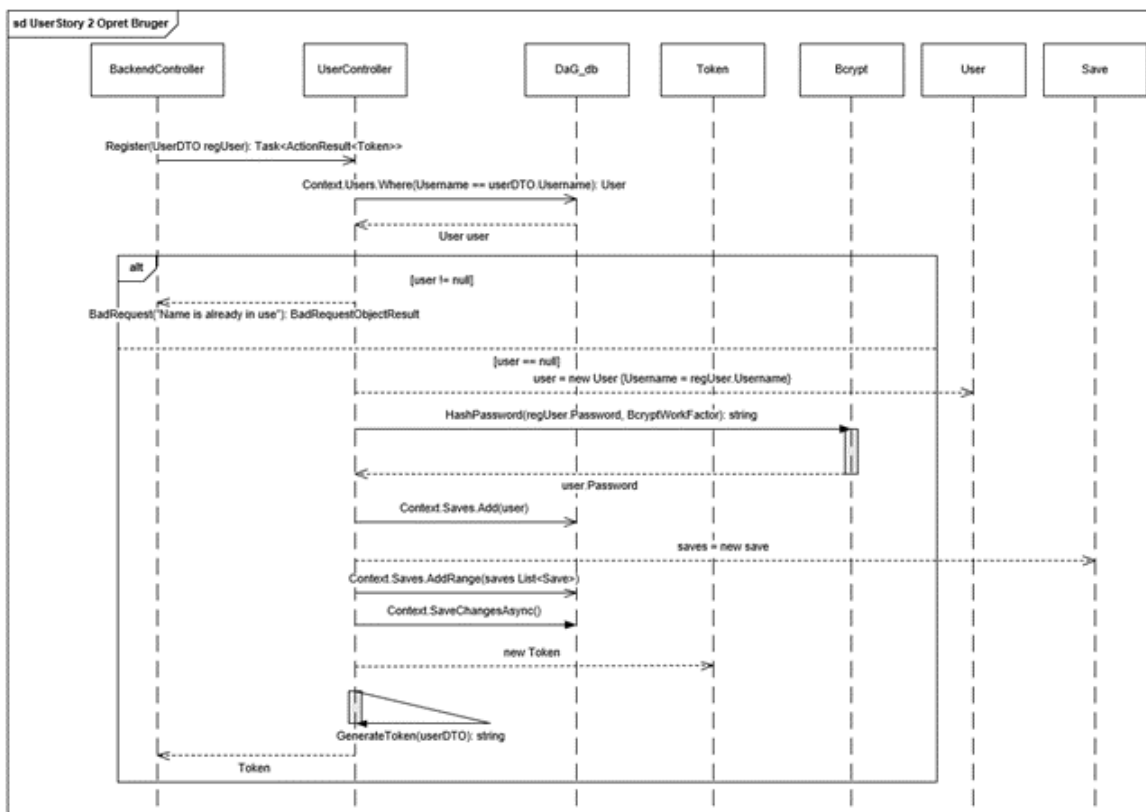 sd UserStory 2 Opret Bruger
BackendController
UserController
DaG_db
Token
Bcrypt
User
Save
Register(UserDTO regUser): Task<ActionResult<Token>>
Context.Users.Where(Username == userDTO.Username): User
User user
alt
[user != null]
BadRequest("Name is already in use"): BadRequestObjectResult
[user == null]
user = new User {Username = regUser.Username}
HashPassword(regUser.Password, BcryptWorkFactor): string
user.Password
Context.Saves.Add(user)
saves = new save
Context.Saves.AddRange(saves List<Save>)
Context.SaveChangesAsync()
new Token
GenerateToken(userDTO): string
Token